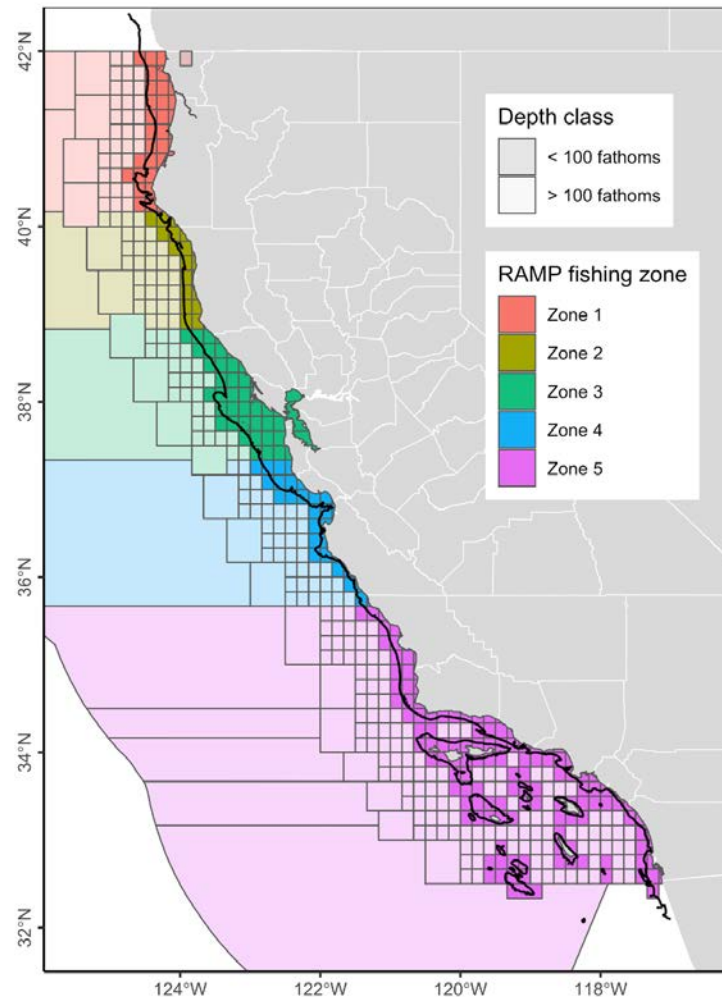 42°N
40°N
38°N
36°N
34°N
32°N
124°W
122°W
120°W
118°W
Depth class
< 100 fathoms
> 100 fathoms
RAMP fishing zone
Zone 1
Zone 2
Zone 3
Zone 4
Zone 5